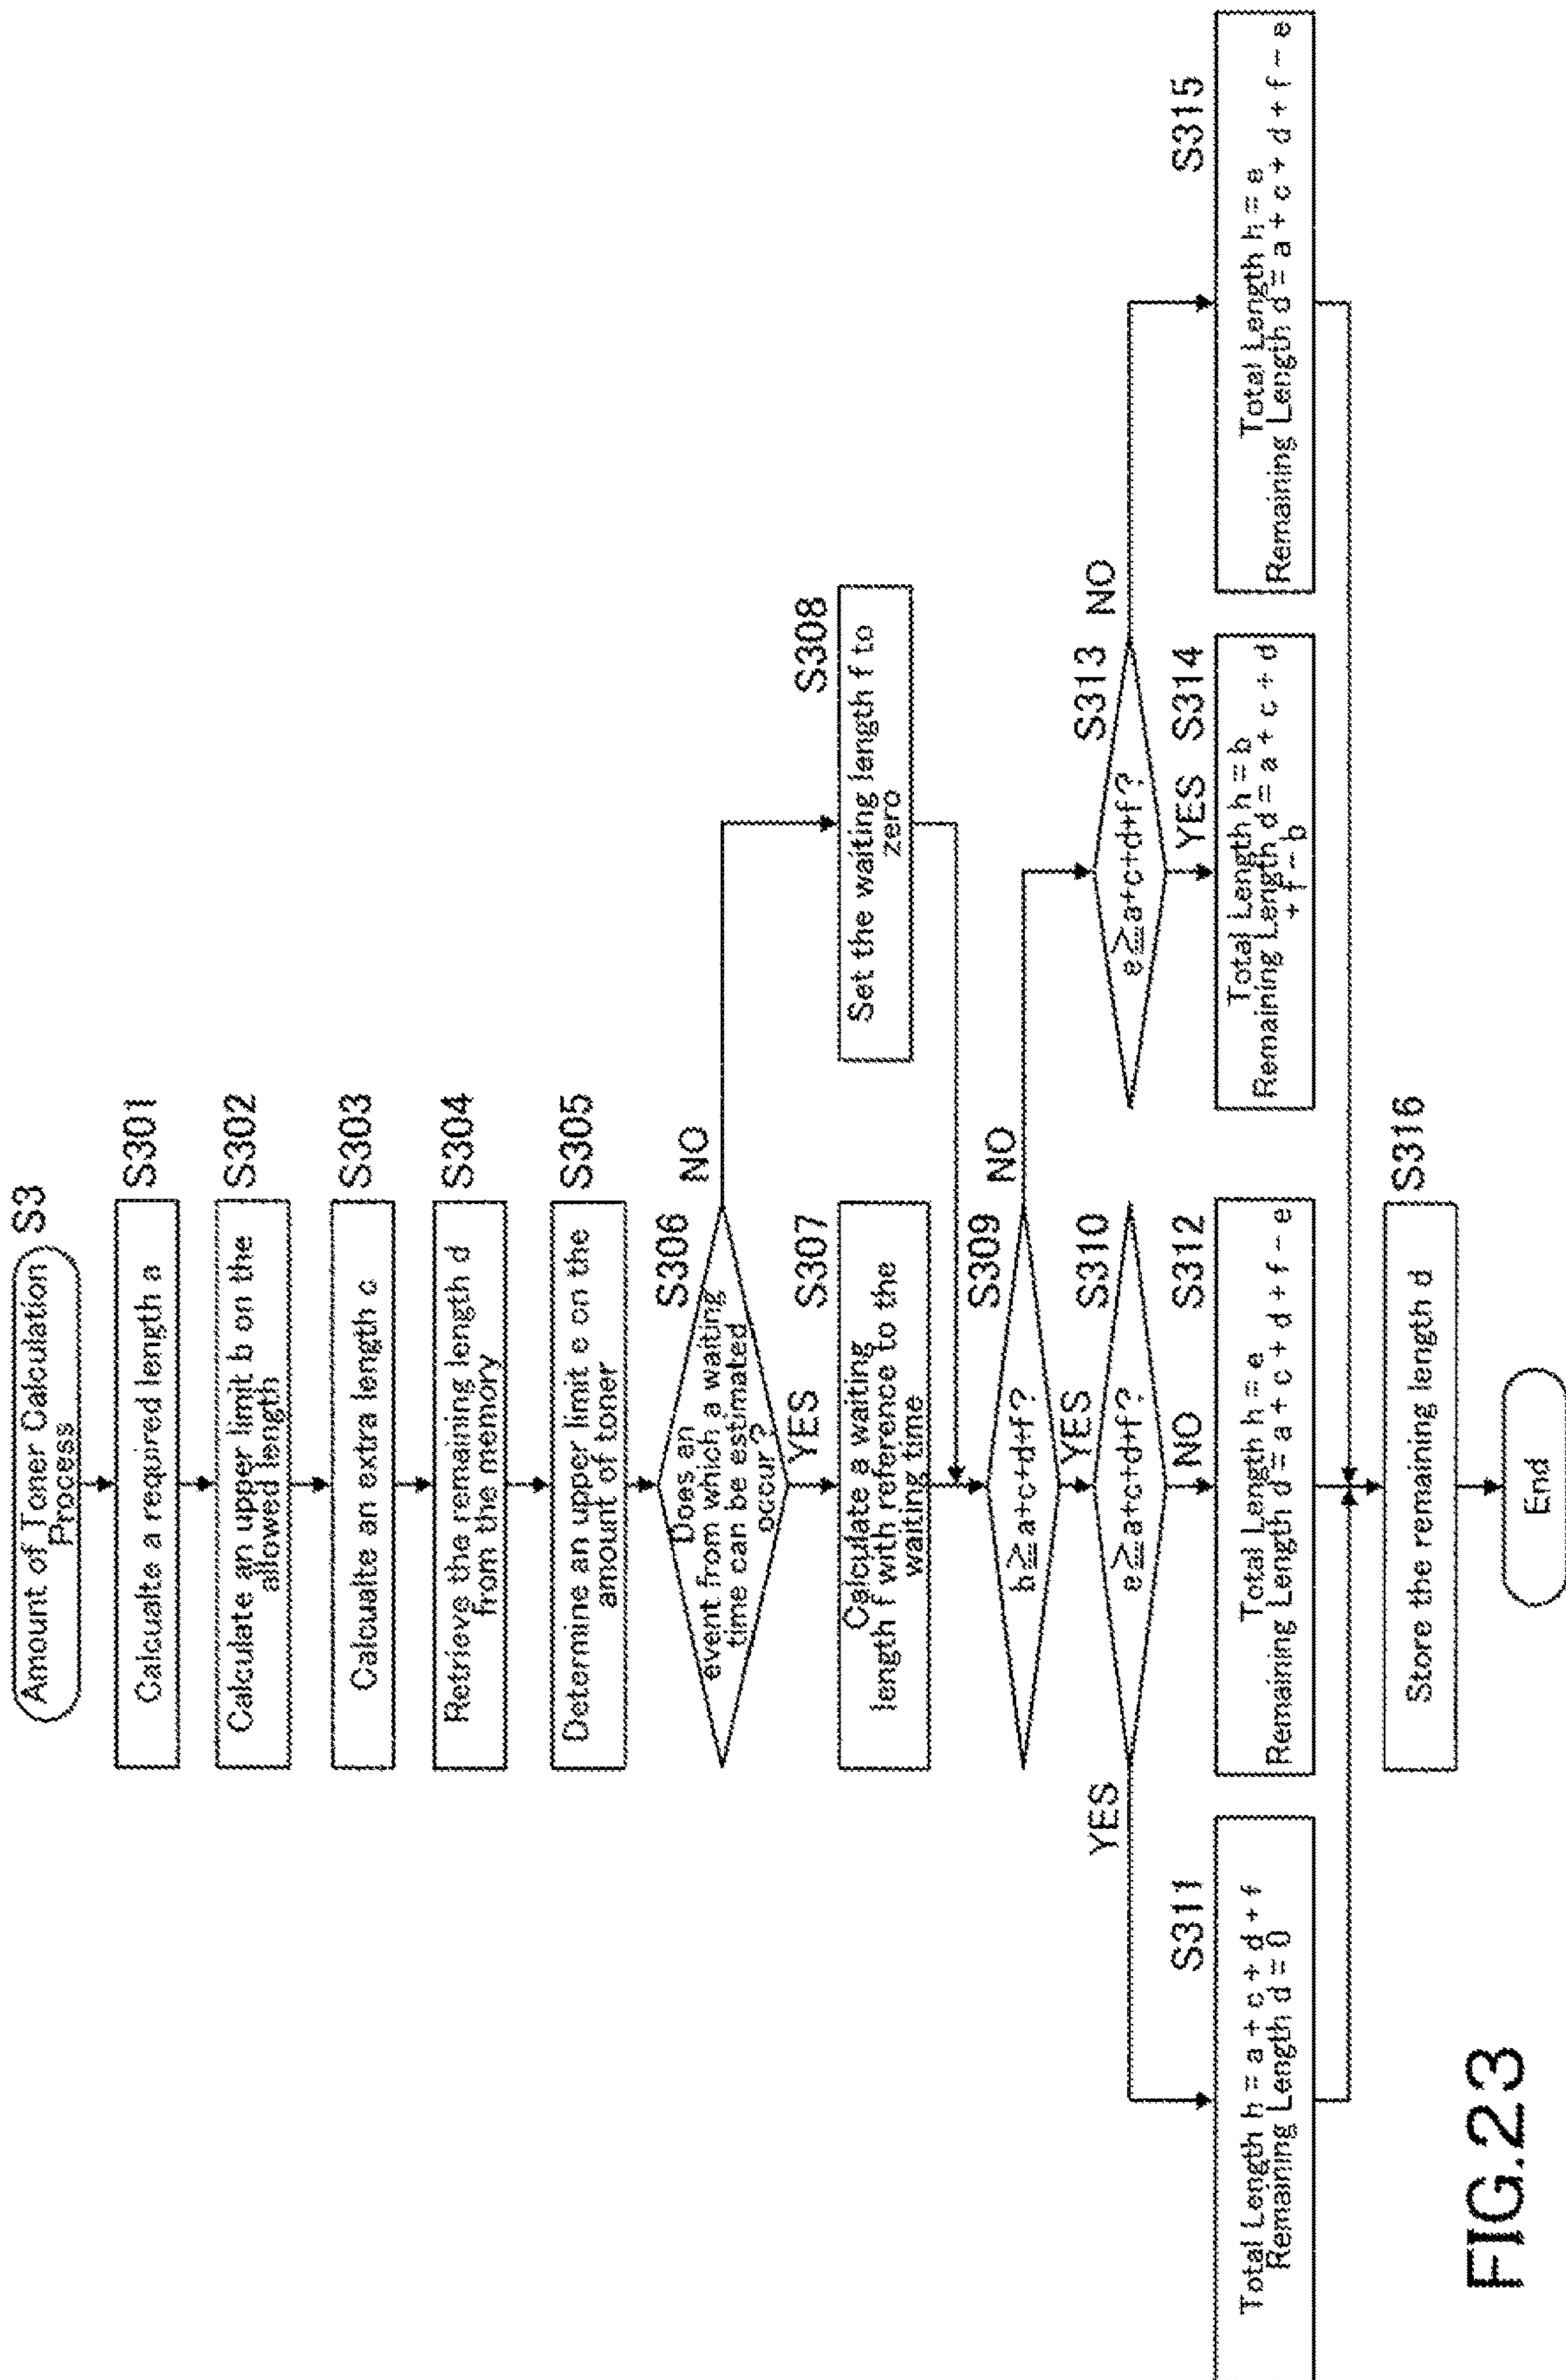 Amount of Toner Calculation
Process
S3
Calcualte a required length a
S301
Calculate an upper limit b on the
allowed length
S302
Calcualte an extra length c
S303
Retrieve the remaining length d
from the memory
S304
Determine an upper limit e on the
amount of toner
S305
S306
Does an
event from which a waiting
time can be estimated
occur?
NO
YES
S307
Calculate a waiting
length f with reference to the
waiting time
S308
Set the waiting length f to
zero
S309
b≧a+c+d+f?
NO
YES
S310
e≧a+c+d+f?
YES
NO
S313
e≧a+c+d+f?
NO
YES
S311
Total Length h = a + c + d + f
Remaining Length d = 0
S312
Total Length h = e
Remaining Length d = a + c + d + f - e
S314
Total Length h = b
Remaining Length d = a + c + d
+ f - b
S315
Total Length h = e
Remaining Length d = a + c + d + f - e
S316
Store the remaining length d
End
FIG.23